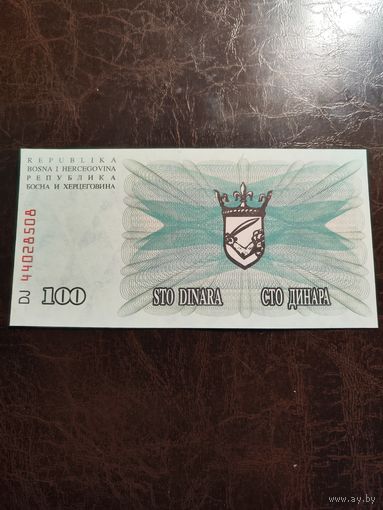 REPUBLIKA
BOSNA I HERCEGOVINA
РЕПУБЛИКА
БОСНА И ХЕРЦЕГОВИНА
DJ 44028508
100
STO DINARA
СТО ДИНАРА
www.ay.by